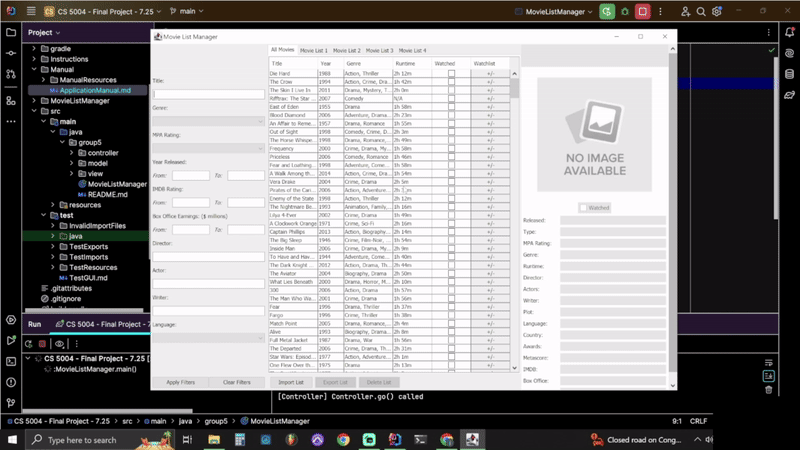 CS 5004 - Final Project - 7.25
main
MovieListManager
Project
gradle
Instructions
Manual
ManualResources
ApplicationManual.md
MovieListManager
src
main
java
group5
controller
model
view
MovieListManager
README.md
resources
test
InvalidImportFiles
java
TestExports
TestImports
TestResources
TestGUI.md
.gitattributes
.gitignore
Movie List Manager
Title:
Genre:
MPA Rating:
Year Released:
From: To:
IMDB Rating:
From: To:
Box Office Earnings: ($ millions)
From: To:
Director:
Actor:
Writer:
Language:
Apply Filters Clear Filters
All Movies Movie List 1 Movie List 2 Movie List 3 Movie List 4
Title Year Genre Runtime Watched Watchlist
Die Hard 1988 Action, Thriller 2h 12m +/-
The Crow 1994 Action, Crime, Dr... 1h 42m +/-
The Skin I Live In 2011 Drama, Mystery, T... 2h 0m +/-
Rifftrax: The Star ... 2007 Comedy N/A +/-
East of Eden 1955 Drama 1h 58m +/-
Blood Diamond 2006 Adventure, Drama... 2h 23m +/-
An Affair to Reme... 1957 Drama, Romance 1h 55m +/-
Out of Sight 1998 Comedy, Crime, D... 2h 3m +/-
The Horse Whispe... 1998 Drama, Romance... 2h 49m +/-
Frequency 2000 Crime, Drama, My... 1h 58m +/-
Priceless 2006 Comedy, Romance 1h 46m +/-
Fear and Loathing... 1998 Adventure, Come... 1h 58m +/-
A Walk Among th... 2014 Action, Crime, Dra... 1h 54m +/-
Vera Drake 2004 Crime, Drama 2h 5m +/-
Pirates of the Cari... 2006 Action, Adventure... +/-
Enemy of the State 1998 Action, Thriller 2h 12m +/-
The Nightmare Be... 1993 Animation, Family... 1h 16m +/-
Lilya 4-Ever 2002 Crime, Drama 1h 49m +/-
A Clockwork Orange 1971 Crime, Sci-Fi 2h 16m +/-
Captain Phillips 2013 Action, Biography... 2h 14m +/-
The Big Sleep 1946 Crime, Film-Noir, ... 1h 54m +/-
Inside Man 2006 Crime, Drama, My... 2h 9m +/-
To Have and Hav... 1944 Adventure, Come... 1h 40m +/-
The Dark Knight ... 2012 Action, Drama, Th... 2h 44m +/-
The Aviator 2004 Biography, Drama 2h 50m +/-
What Lies Beneath 2000 Drama, Horror, M... 2h 10m +/-
300 2006 Action, Drama 1h 57m +/-
The Man Who Wa... 2001 Crime, Drama 1h 56m +/-
Fear 1996 Drama, Thriller 1h 37m +/-
Fargo 1996 Crime, Thriller 1h 38m +/-
Match Point 2005 Drama, Romance... 2h 4m +/-
Alive 1993 Biography, Drama... +/-
Full Metal Jacket 1987 Drama, War 1h 56m +/-
The Departed 2006 Crime, Drama, Th... 2h 31m +/-
Star Wars: Episod... 1977 Action, Adventure... 2h 1m +/-
One Flew Over th... 1975 Drama 2h 13m +/-
Import List Export List Delete List
NO IMAGE
AVAILABLE
Watched
Released:
Type:
MPA Rating:
Genre:
Runtime:
Director:
Actors:
Writer:
Plot:
Language:
Country:
Awards:
Metascore:
IMDB:
Box Office:
Run CS 5004 - Final Project - 7.25
CS 5004 - Final Project - 7.25 [
:MovieListManager.main()
[Controller] Controller.go() called
CS 5004 - Final Project - 7.25 > src > main > java > group5 > MovieListManager
9:1 CRLF
Type here to search
Closed road on Cong...